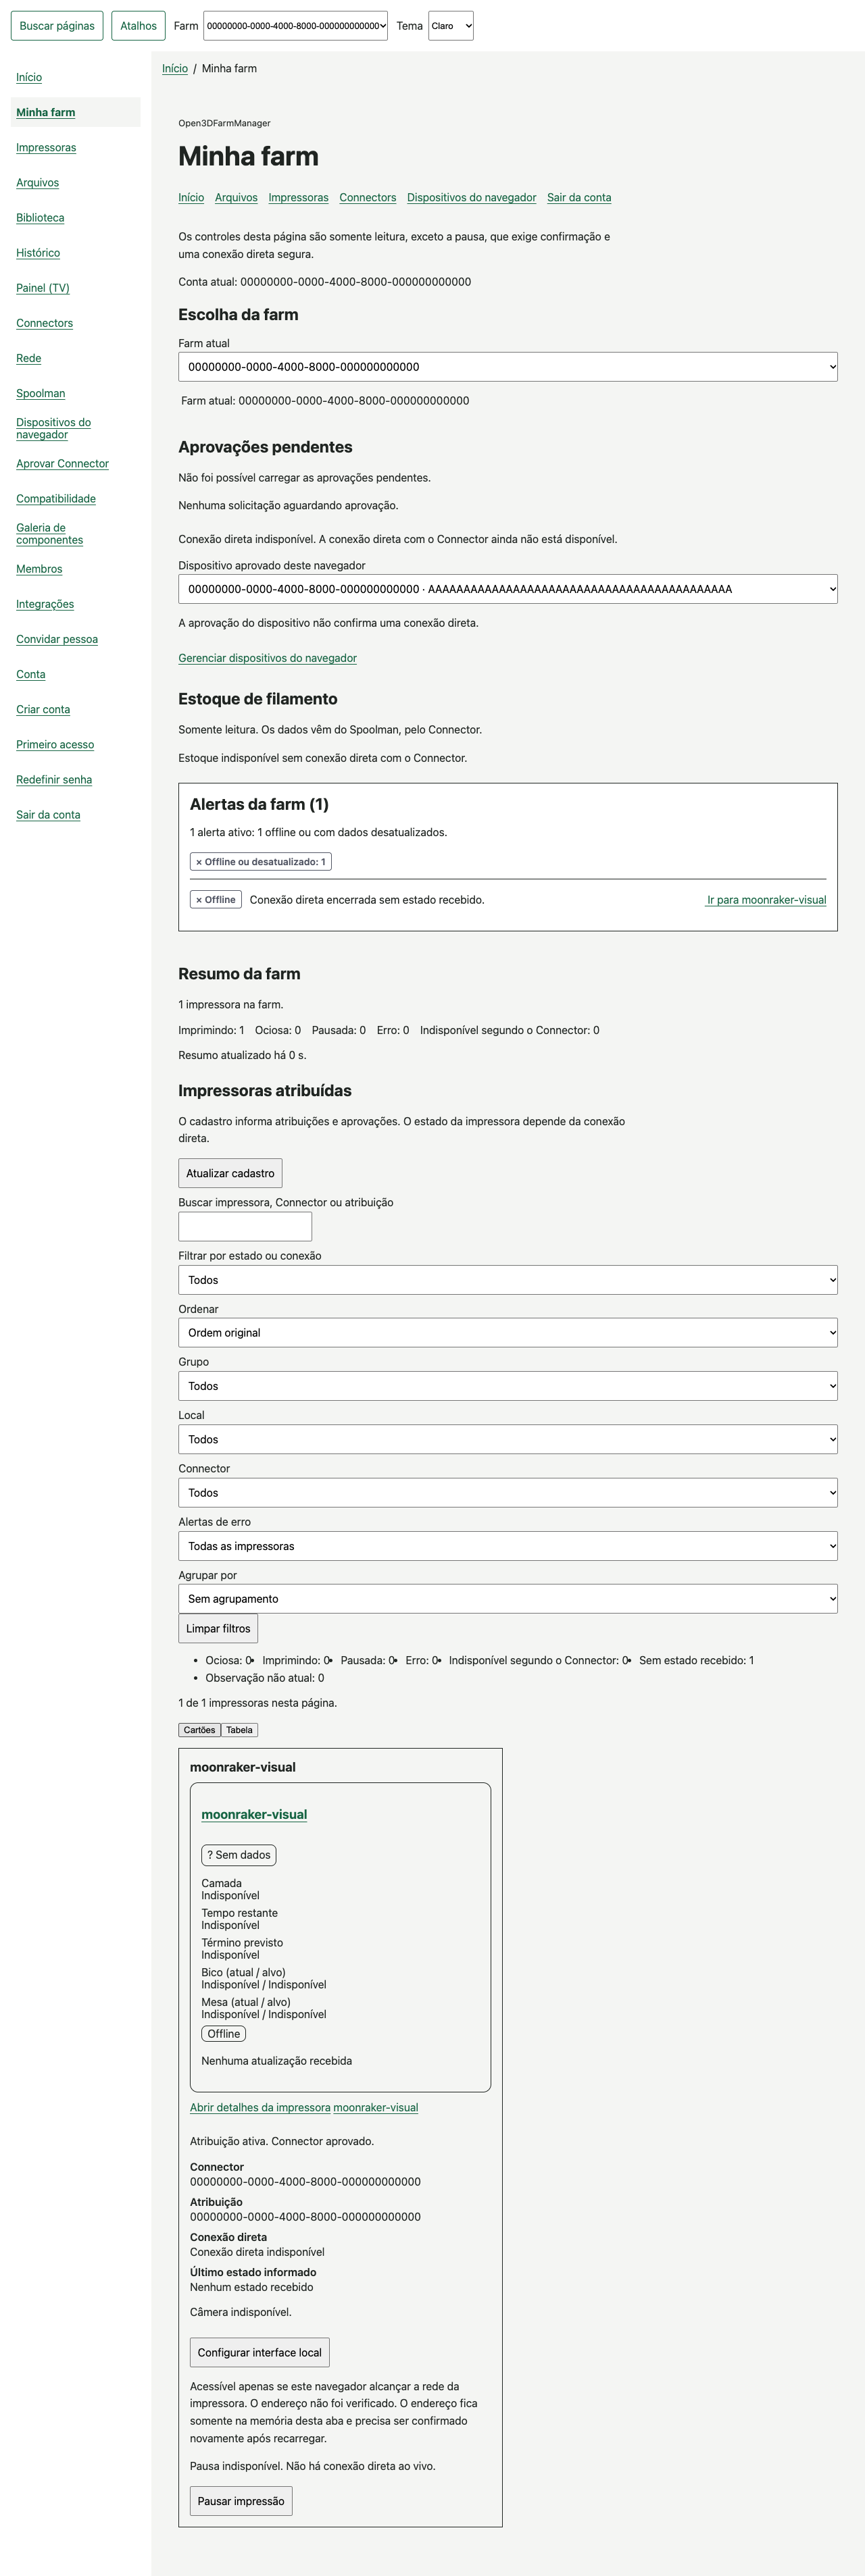 Buscar páginas
Atalhos
Farm
00000000-0000-4000-8000-000000000000
Tema
Claro
Início
Minha farm
Impressoras
Arquivos
Biblioteca
Histórico
Painel (TV)
Connectors
Rede
Spoolman
Dispositivos do
navegador
Aprovar Connector
Compatibilidade
Galeria de
componentes
Membros
Integrações
Convidar pessoa
Conta
Criar conta
Primeiro acesso
Redefinir senha
Sair da conta
Início / Minha farm
Open3DFarmManager
Minha farm
Início Arquivos Impressoras Connectors Dispositivos do navegador Sair da conta
Os controles desta página são somente leitura, exceto a pausa, que exige confirmação e
uma conexão direta segura.
Conta atual: 00000000-0000-4000-8000-000000000000
Escolha da farm
Farm atual
00000000-0000-4000-8000-000000000000
Farm atual: 00000000-0000-4000-8000-000000000000
Aprovações pendentes
Não foi possível carregar as aprovações pendentes.
Nenhuma solicitação aguardando aprovação.
Conexão direta indisponível. A conexão direta com o Connector ainda não está disponível.
Dispositivo aprovado deste navegador
00000000-0000-4000-8000-000000000000 · AAAAAAAAAAAAAAAAAAAAAAAAAAAAAAAAAAAAAAAAAAA
A aprovação do dispositivo não confirma uma conexão direta.
Gerenciar dispositivos do navegador
Estoque de filamento
Somente leitura. Os dados vêm do Spoolman, pelo Connector.
Estoque indisponível sem conexão direta com o Connector.
Alertas da farm (1)
1 alerta ativo: 1 offline ou com dados desatualizados.
× Offline ou desatualizado: 1
× Offline Conexão direta encerrada sem estado recebido. Ir para moonraker-visual
Resumo da farm
1 impressora na farm.
Imprimindo: 1 Ociosa: 0 Pausada: 0 Erro: 0 Indisponível segundo o Connector: 0
Resumo atualizado há 0 s.
Impressoras atribuídas
O cadastro informa atribuições e aprovações. O estado da impressora depende da conexão
direta.
Atualizar cadastro
Buscar impressora, Connector ou atribuição
Filtrar por estado ou conexão
Todos
Ordenar
Ordem original
Grupo
Todos
Local
Todos
Connector
Todos
Alertas de erro
Todas as impressoras
Agrupar por
Sem agrupamento
Limpar filtros
• Ociosa: 0 • Imprimindo: 0 • Pausada: 0 • Erro: 0 • Indisponível segundo o Connector: 0 • Sem estado recebido: 1
• Observação não atual: 0
1 de 1 impressoras nesta página.
Cartões Tabela
moonraker-visual
moonraker-visual
? Sem dados
Camada
Indisponível
Tempo restante
Indisponível
Término previsto
Indisponível
Bico (atual / alvo)
Indisponível / Indisponível
Mesa (atual / alvo)
Indisponível / Indisponível
Offline
Nenhuma atualização recebida
Abrir detalhes da impressora moonraker-visual
Atribuição ativa. Connector aprovado.
Connector
00000000-0000-4000-8000-000000000000
Atribuição
00000000-0000-4000-8000-000000000000
Conexão direta
Conexão direta indisponível
Último estado informado
Nenhum estado recebido
Câmera indisponível.
Configurar interface local
Acessível apenas se este navegador alcançar a rede da
impressora. O endereço não foi verificado. O endereço fica
somente na memória desta aba e precisa ser confirmado
novamente após recarregar.
Pausa indisponível. Não há conexão direta ao vivo.
Pausar impressão